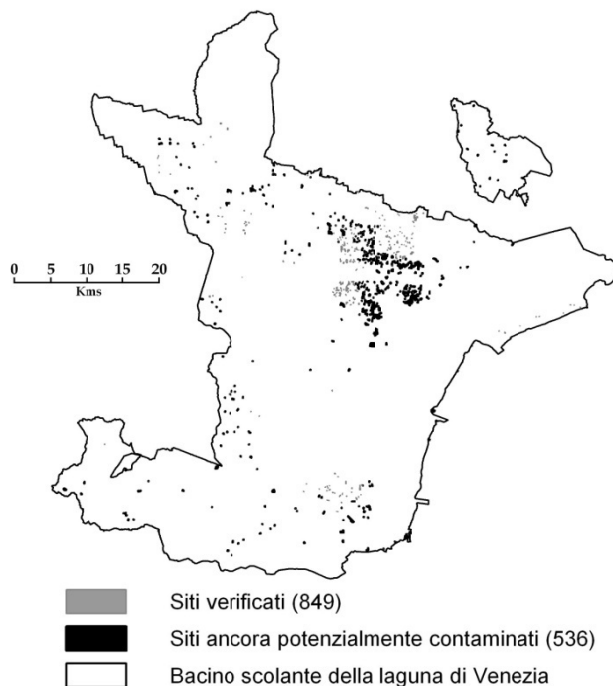 0 5 10 15 20
Kms
Siti verificati (849)
Siti ancora potenzialmente contaminati (536)
Bacino scolante della laguna di Venezia